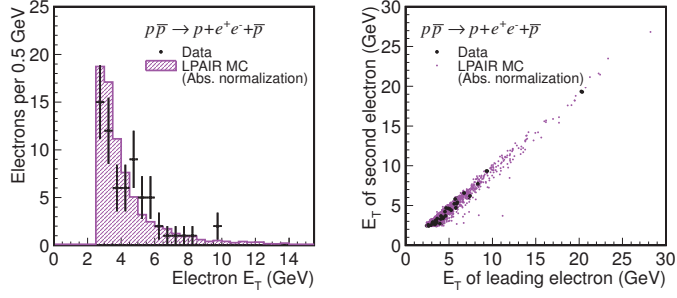 p p̅ → p + e⁺e⁻ + p̅
Data
LPAIR MC
(Abs. normalization)
Electrons per 0.5 GeV
25
20
15
10
5
0
0 2 4 6 8 10 12 14
Electron E_T (GeV)
p p̅ → p + e⁺e⁻ + p̅
Data
LPAIR MC
(Abs. normalization)
E_T of second electron (GeV)
30
25
20
15
10
5
0
0 5 10 15 20 25 30
E_T of leading electron (GeV)